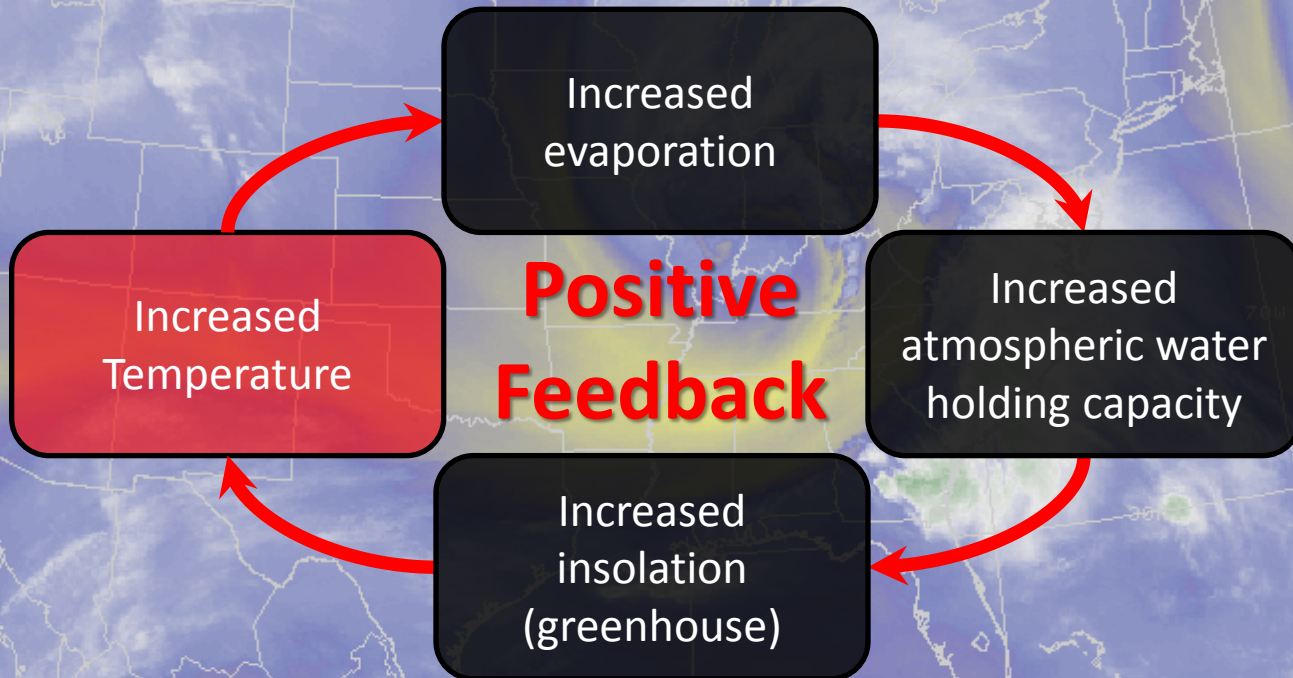 Increased
evaporation
Increased
Temperature
Positive
Feedback
Increased
atmospheric water
holding capacity
Increased
insolation
(greenhouse)